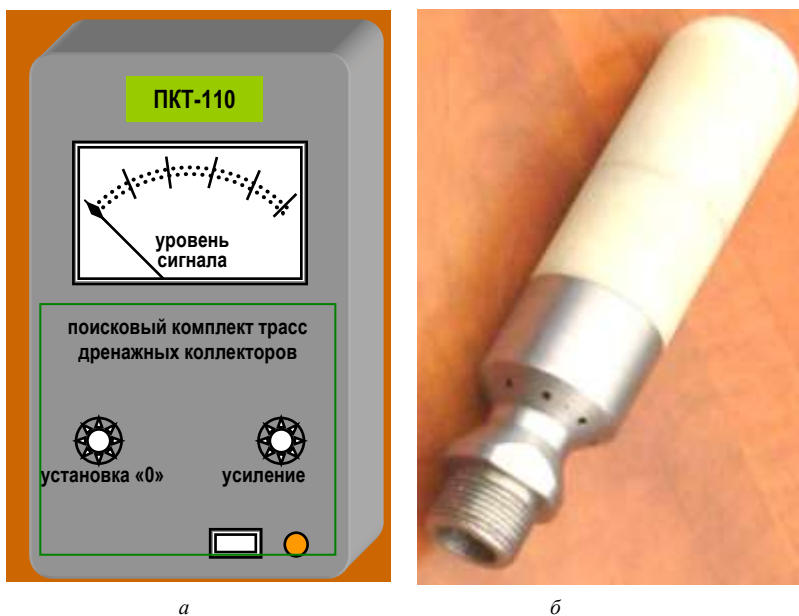 ПКТ-110
уровень
сигнала
поисковый комплект трасс
дренажных коллекторов
установка «0» усиление
а б